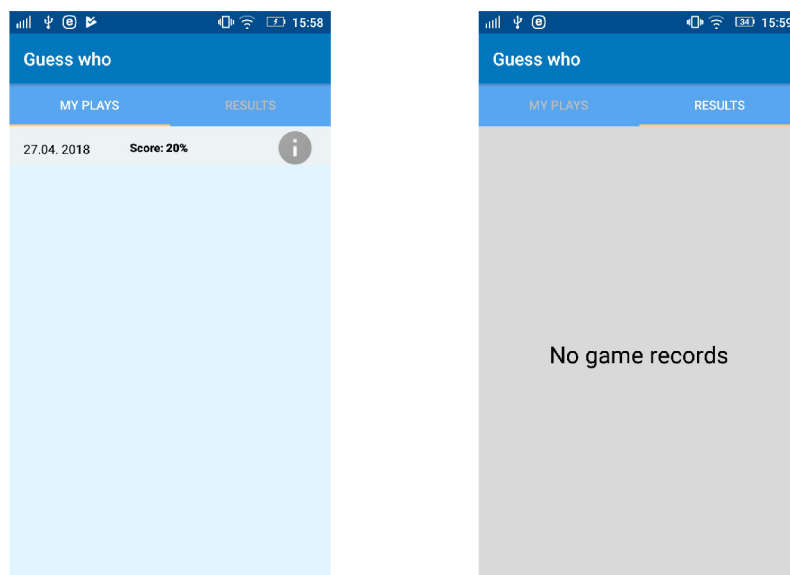 15:58
Guess who
MY PLAYS RESULTS
27.04. 2018 Score: 20%
34 15:59
Guess who
MY PLAYS RESULTS
No game records